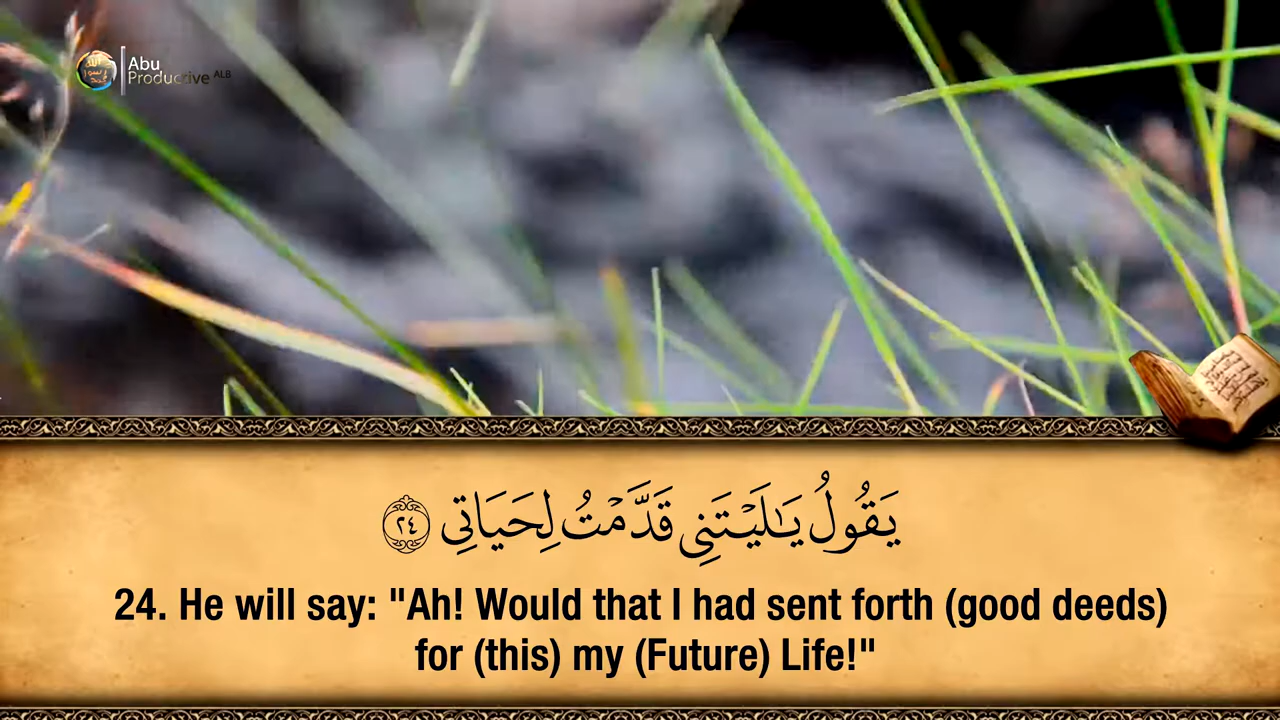 Abu
Productive ALB
يَقُولُ يَـٰلَيْتَنِى قَدَّمْتُ لِحَيَاتِى ٢٤
24. He will say: "Ah! Would that I had sent forth (good deeds)
for (this) my (Future) Life!"